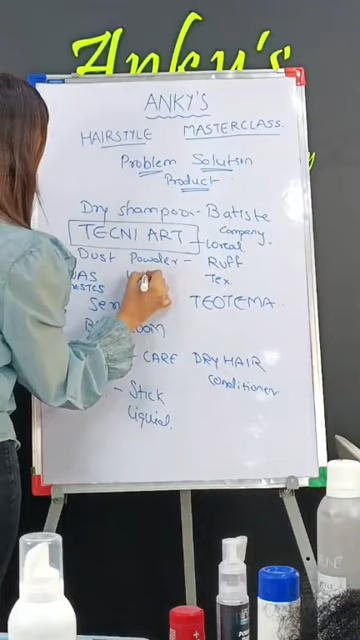 Anky's
ANKY'S
HAIRSTYLE MASTERCLASS.
Problem Solution
Product
Dry shampoo - Batiste
TECNI ART - Company
Loreal
Dust Powder - Ruff
Tex
TEOTEMA
CARE DRY HAIR
Conditioner
- Stick
Liquid.